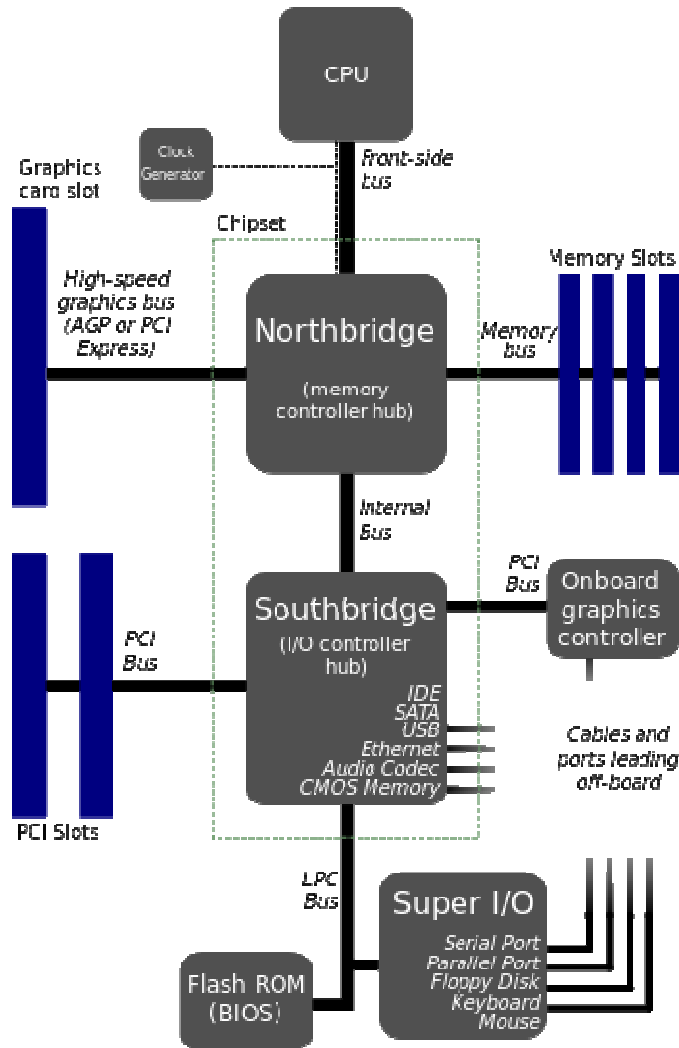 CPU
Clock
Generator
Front-side
bus
Graphics
card slot
Chipset
High-speed
graphics bus
(AGP or PCI
Express)
Northbridge
(memory
controller hub)
Memory
bus
Memory Slots
Internal
Bus
PCI
Bus
Southbridge
(I/O controller
hub)
IDE
SATA
USB
Ethernet
Audio Codec
CMOS Memory
PCI
Bus
Onboard
graphics
controller
Cables and
ports leading
off-board
PCI Slots
LPC
Bus
Super I/O
Serial Port
Parallel Port
Floppy Disk
Keyboard
Mouse
Flash ROM
(BIOS)